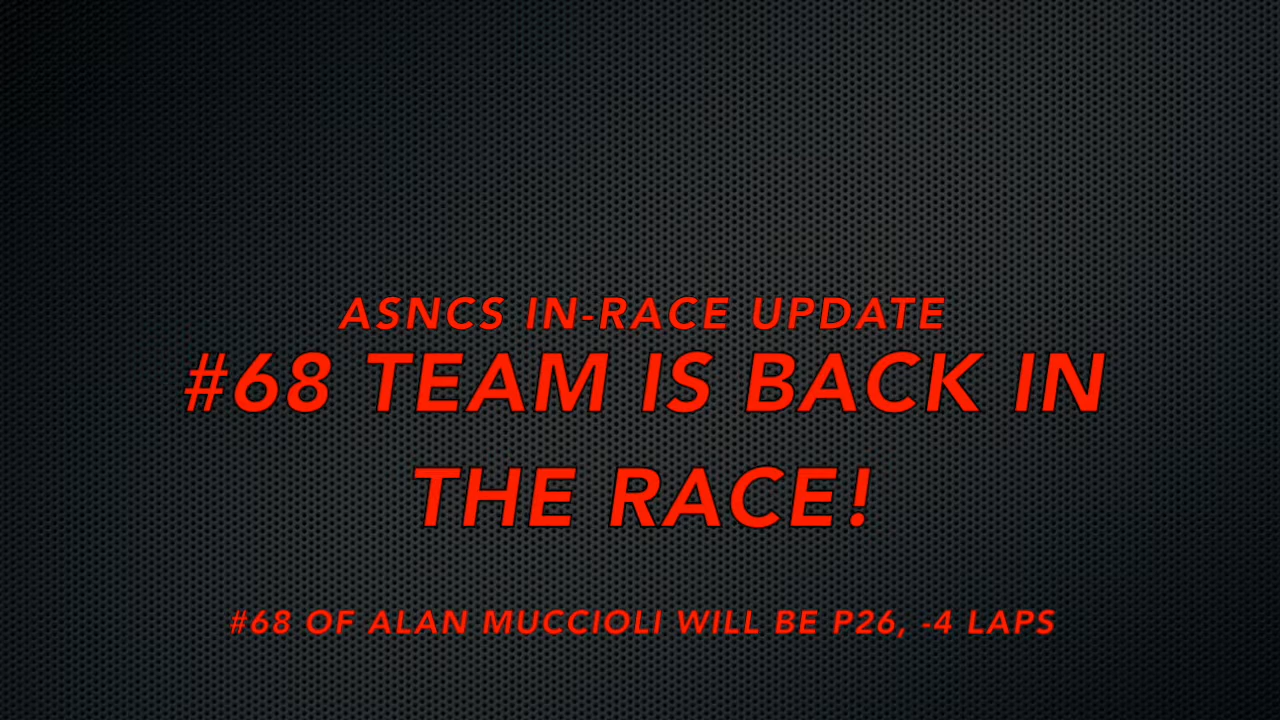 ASNCS IN-RACE UPDATE
#68 TEAM IS BACK IN
THE RACE!
#68 OF ALAN MUCCIOLI WILL BE P26, -4 LAPS